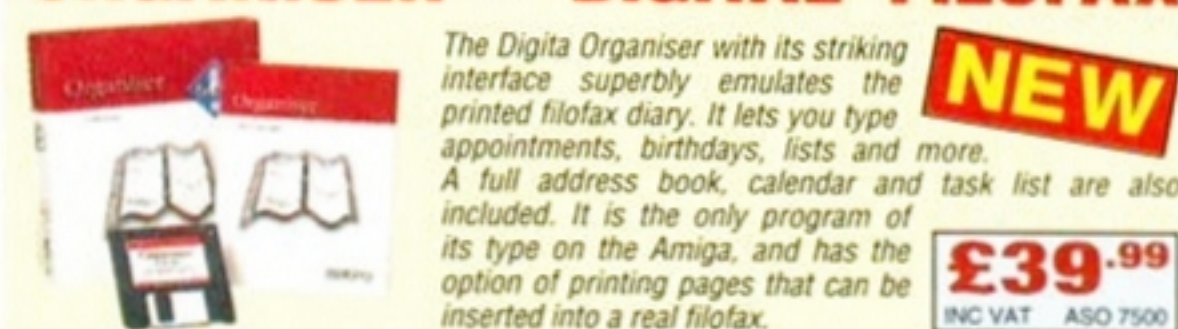 DIGITAL FILOFAX
The Digita Organiser with its striking
interface superbly emulates the
printed filofax diary. It lets you type
appointments, birthdays, lists and more.
A full address book, calendar and task list are also
included. It is the only program of
its type on the Amiga, and has the
option of printing pages that can be
inserted into a real filofax.
NEW
£39.99
INC VAT ASO 7500
Organiser
Organiser